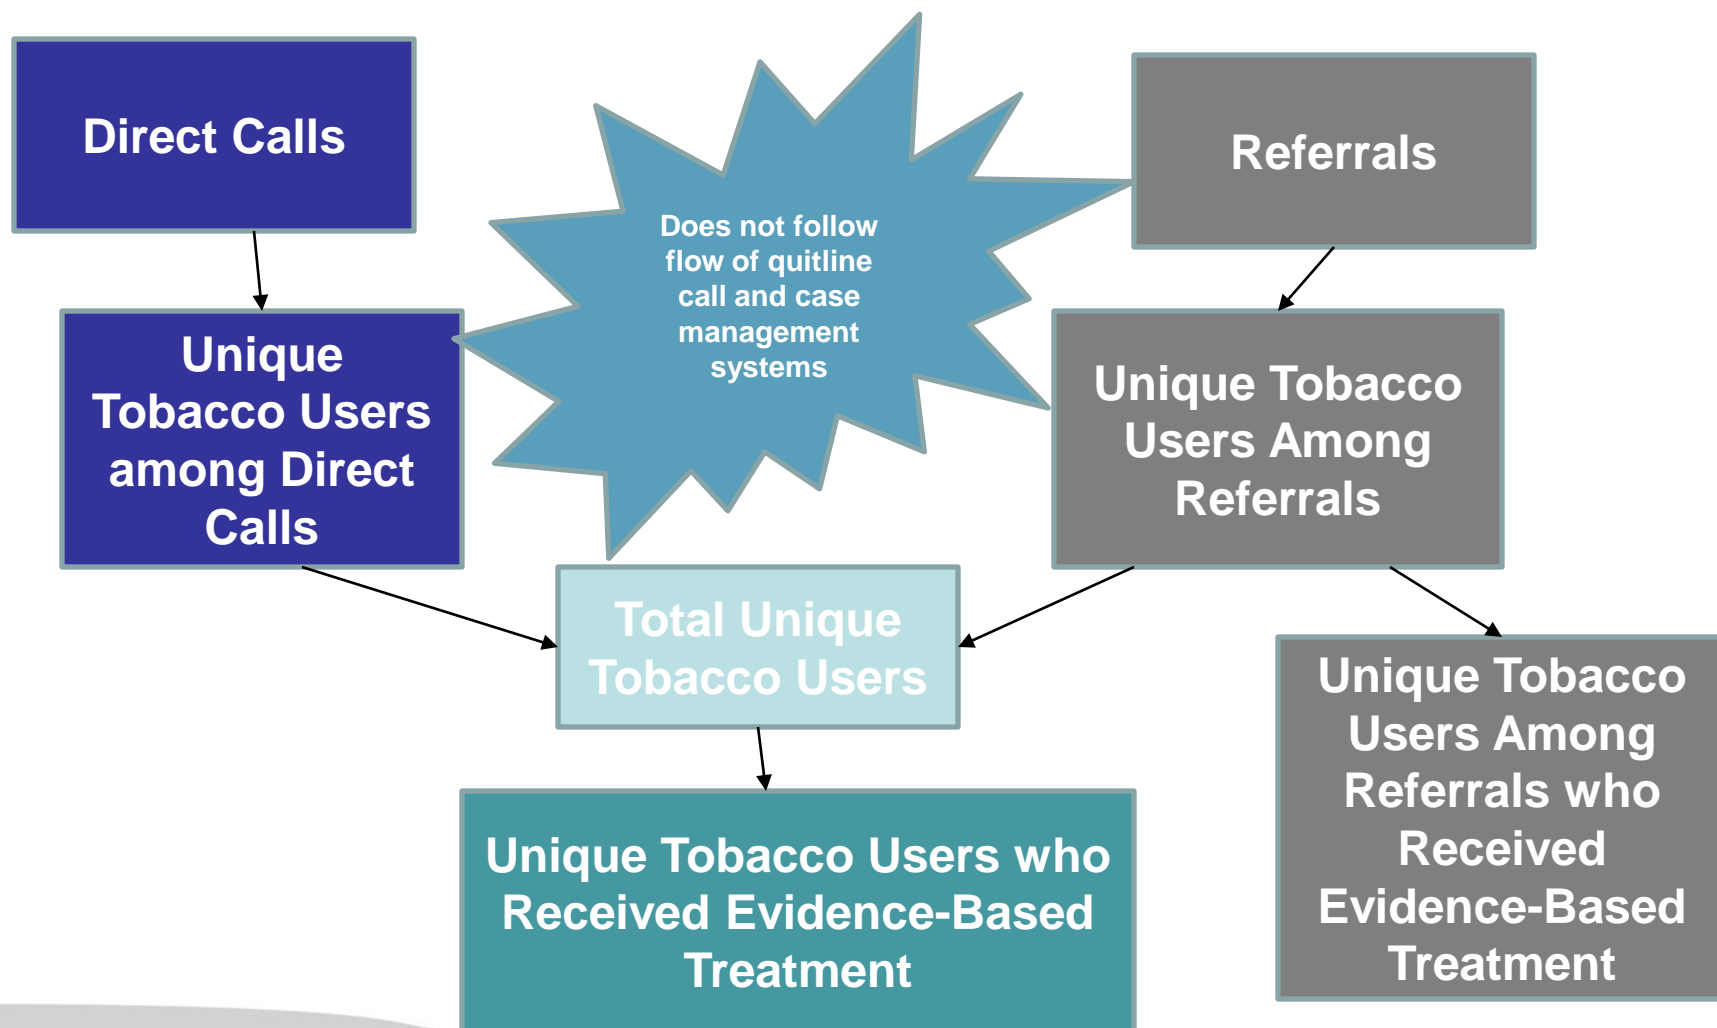 Direct Calls
Does not follow
flow of quitline
call and case
management
systems
Referrals
Unique
Tobacco Users
among Direct
Calls
Unique Tobacco
Users Among
Referrals
Total Unique
Tobacco Users
Unique Tobacco Users who
Received Evidence-Based
Treatment
Unique Tobacco
Users Among
Referrals who
Received
Evidence-Based
Treatment